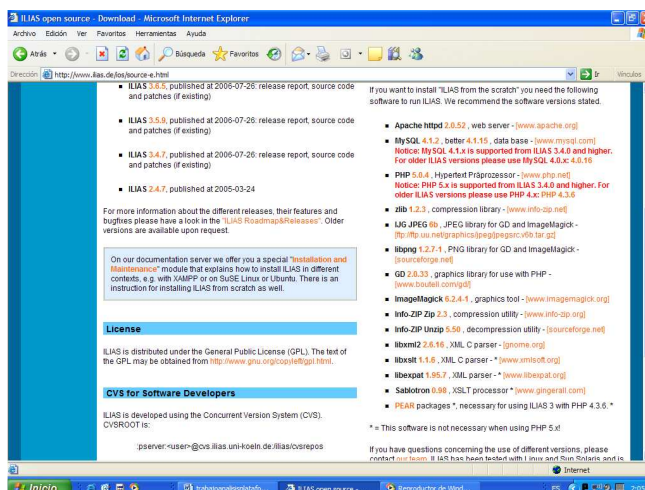 ILIAS open source - Download - Microsoft Internet Explorer
Archivo Edición Ver Favoritos Herramientas Ayuda
Atrás Búsqueda Favoritos
Dirección http://www.ilias.de/ios/source-e.html Ir Vínculos
ILIAS 3.6.5, published at 2006-07-26: release report, source code
and patches (if existing)
ILIAS 3.5.9, published at 2006-07-26: release report, source code
and patches (if existing)
ILIAS 3.4.7, published at 2006-07-26: release report, source code
and patches (if existing)
ILIAS 2.4.7, published at 2005-03-24
For more information about the different releases, their features and
bugfixes please have a look in the "ILIAS Roadmap&Releases". Older
versions are available upon request.
On our documentation server we offer you a special "Installation and
Maintenance" module that explains how to install ILIAS in different
contexts, e.g. with XAMPP or on SuSE Linux or Ubuntu. There is an
instruction for installing ILIAS from scratch as well.
License
ILIAS is distributed under the General Public License (GPL). The text of
the GPL may be obtained from http://www.gnu.org/copyleft/gpl.html.
CVS for Software Developers
ILIAS is developed using the Concurrent Version System (CVS).
CVSROOT is:
:pserver:<user>@cvs.ilias.uni-koeln.de:/ilias/cvsrepos
If you want to install "ILIAS from the scratch" you need the following
software to run ILIAS. We recommend the software versions stated.
Apache httpd 2.0.52 , web server - [www.apache.org]
MySQL 4.1.2 , better 4.1.15 , data base - [www.mysql.com]
Notice: MySQL 4.1.x is supported from ILIAS 3.4.0 and higher.
For older ILIAS versions please use MySQL 4.0.x: 4.0.16
PHP 5.0.4 , Hypertext Präprozessor - [www.php.net]
Notice: PHP 5.x is supported from ILIAS 3.4.0 and higher. For
older ILIAS versions please use PHP 4.x: PHP 4.3.6
zlib 1.2.3 , compression library - [www.info-zip.net]
IJG JPEG 6b , JPEG library for GD and ImageMagick -
[ftp://ftp.uu.net/graphics/jpeg/jpegsrc.v6b.tar.gz]
libpng 1.2.7-1 , PNG library for GD and ImageMagick -
[sourceforge.net]
GD 2.0.33 , graphics library for use with PHP -
[www.boutell.com/gd/]
ImageMagick 6.2.4-1 , graphics tool - [www.imagemagick.org]
Info-ZIP Zip 2.3 , compression utility - [www.info-zip.org]
Info-ZIP Unzip 5.50 , decompression utility - [sourceforge.net]
libxml2 2.6.16 , XML C parser - [gnome.org]
libxslt 1.1.6 , XML C parser - * [www.xmlsoft.org]
libexpat 1.95.7 , XML parser - * [www.libexpat.org]
Sablotron 0.98 , XSLT processor * [www.gingerall.com]
PEAR packages *, necessary for using ILIAS 3 with PHP 4.3.6. *
* = This software is not necessary when using PHP 5.x!
If you have questions concerning the use of different versions, please
contact our team. ILIAS has been tested with Linux and Sun Solaris and is
Internet
Inicio trabajoanalisisplatafo... ILIAS open source - ... Reproductor de Wind... ES